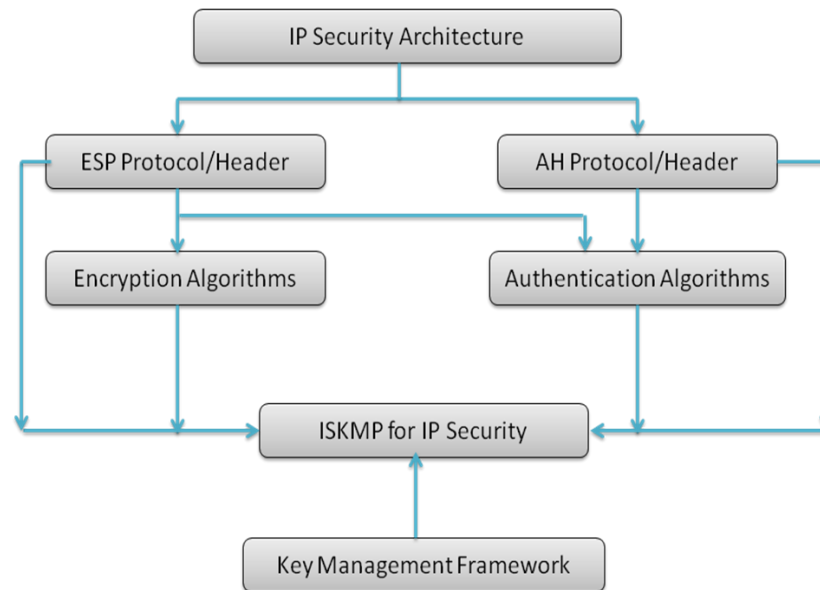 IP Security Architecture
ESP Protocol/Header
AH Protocol/Header
Encryption Algorithms
Authentication Algorithms
ISKMP for IP Security
Key Management Framework